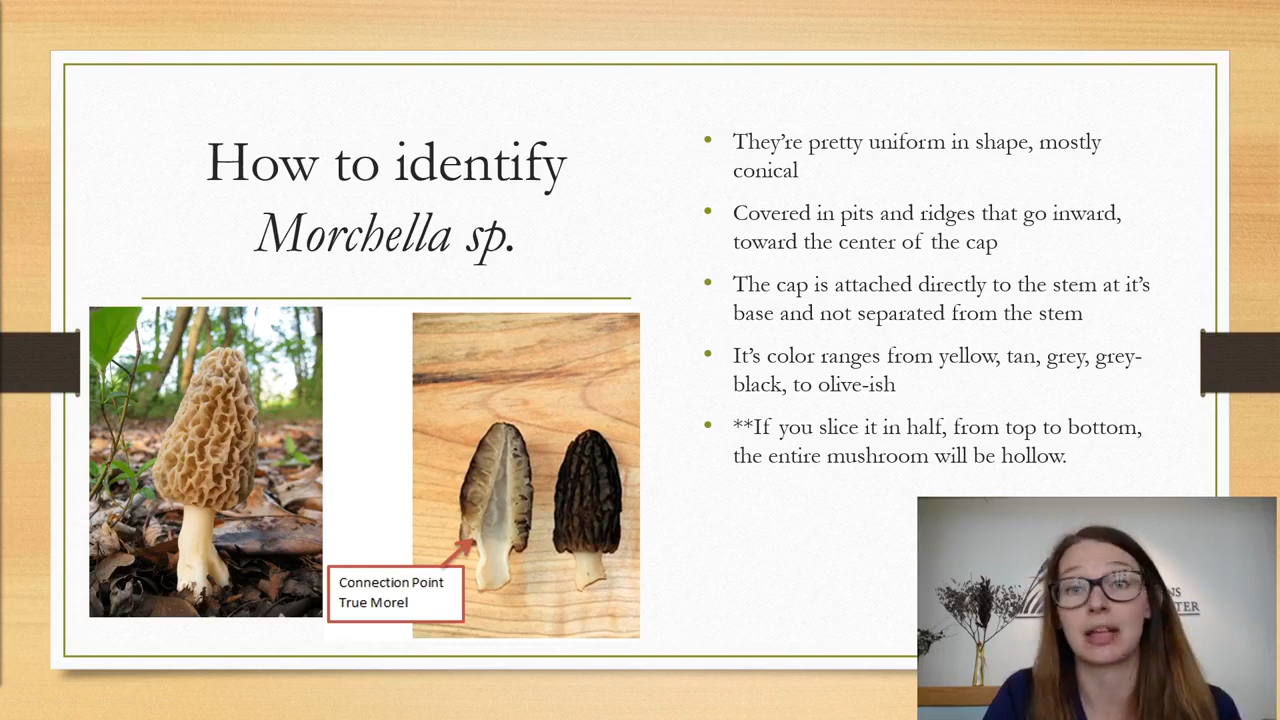 How to identify
Morchella sp.
Connection Point
True Morel
• They’re pretty uniform in shape, mostly
conical
• Covered in pits and ridges that go inward,
toward the center of the cap
• The cap is attached directly to the stem at it’s
base and not separated from the stem
• It’s color ranges from yellow, tan, grey, grey-
black, to olive-ish
• **If you slice it in half, from top to bottom,
the entire mushroom will be hollow.